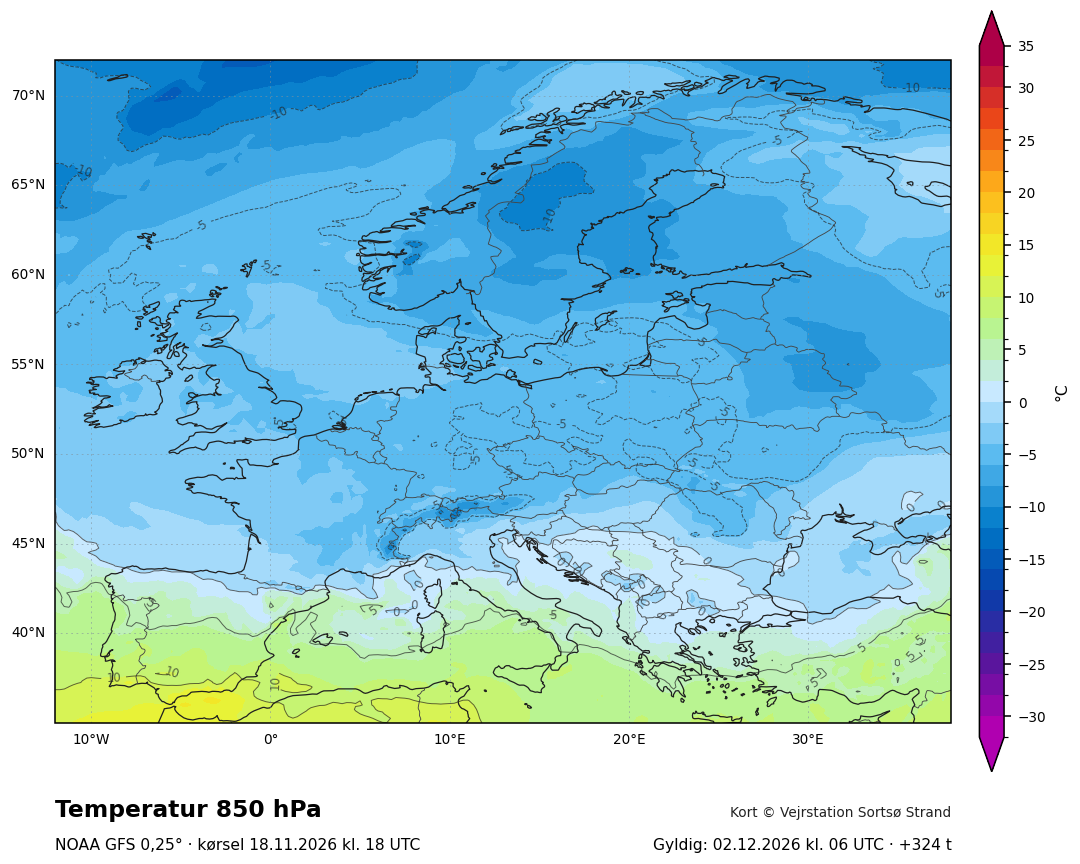 35
30
25
20
15
10
5
0
−5
−10
−15
−20
−25
−30
°C
70°N
65°N
60°N
55°N
50°N
45°N
40°N
10°W
0°
10°E
20°E
30°E
Temperatur 850 hPa
Kort © Vejrstation Sortsø Strand
NOAA GFS 0,25° · kørsel 18.11.2026 kl. 18 UTC
Gyldig: 02.12.2026 kl. 06 UTC · +324 t